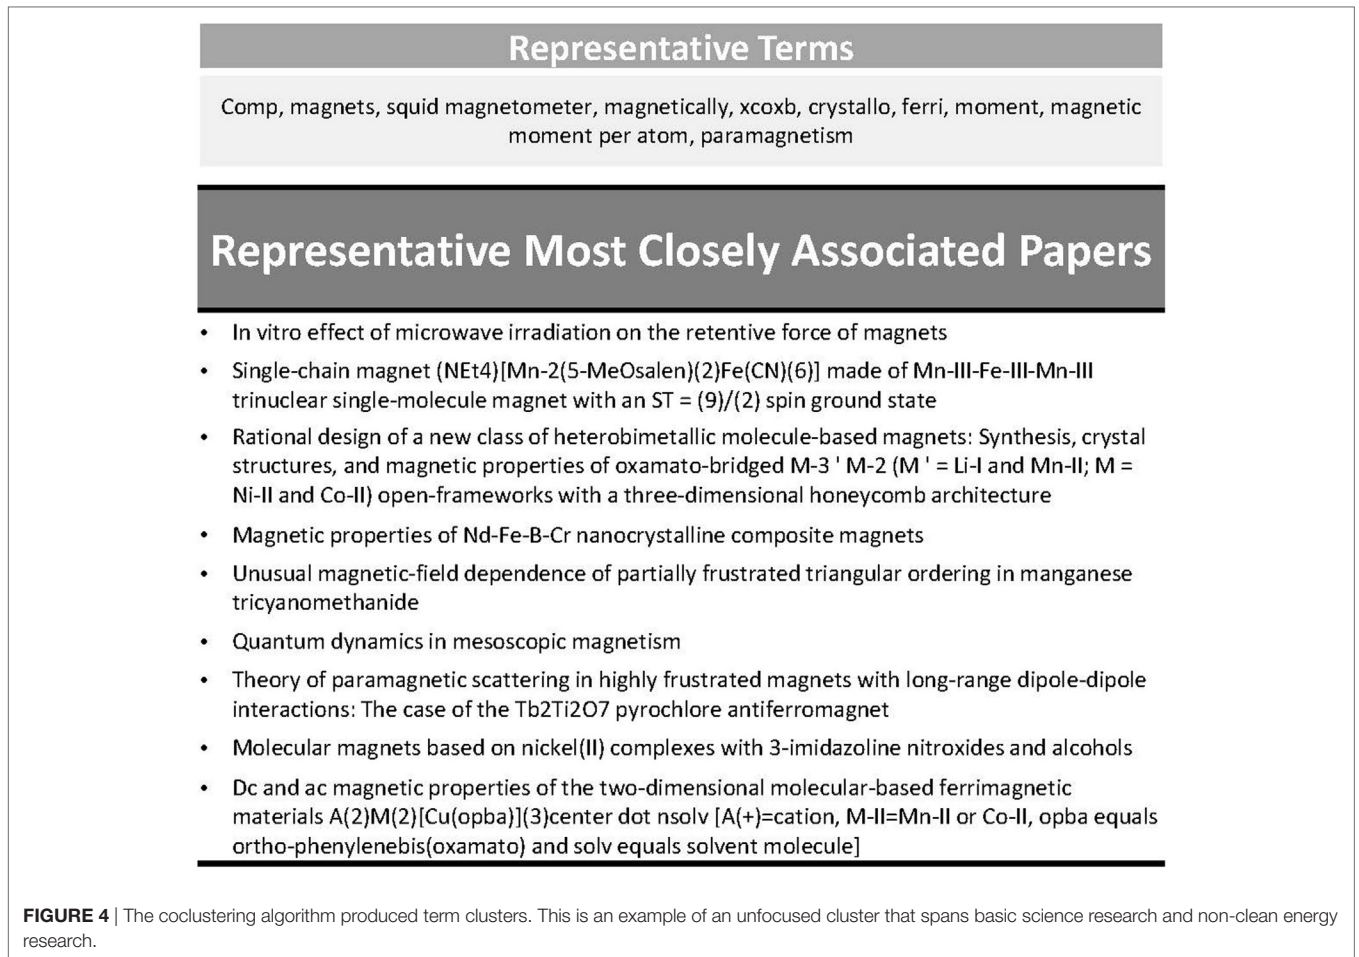 Representative Terms
Comp, magnets, squid magnetometer, magnetically, xcoxb, crystallo, ferri, moment, magnetic
moment per atom, paramagnetism
Representative Most Closely Associated Papers
• In vitro effect of microwave irradiation on the retentive force of magnets
• Single-chain magnet (NEt4)[Mn-2(5-MeOsalen)(2)Fe(CN)(6)] made of Mn-III-Fe-III-Mn-III
trinuclear single-molecule magnet with an ST = (9)/(2) spin ground state
• Rational design of a new class of heterobimetallic molecule-based magnets: Synthesis, crystal
structures, and magnetic properties of oxamato-bridged M-3 ' M-2 (M ' = Li-I and Mn-II; M =
Ni-II and Co-II) open-frameworks with a three-dimensional honeycomb architecture
• Magnetic properties of Nd-Fe-B-Cr nanocrystalline composite magnets
• Unusual magnetic-field dependence of partially frustrated triangular ordering in manganese
tricyanomethanide
• Quantum dynamics in mesoscopic magnetism
• Theory of paramagnetic scattering in highly frustrated magnets with long-range dipole-dipole
interactions: The case of the Tb2Ti2O7 pyrochlore antiferromagnet
• Molecular magnets based on nickel(II) complexes with 3-imidazoline nitroxides and alcohols
• Dc and ac magnetic properties of the two-dimensional molecular-based ferrimagnetic
materials A(2)M(2)[Cu(opba)](3)center dot nsolv [A(+)=cation, M-II=Mn-II or Co-II, opba equals
ortho-phenylenebis(oxamato) and solv equals solvent molecule]
FIGURE 4 | The coclustering algorithm produced term clusters. This is an example of an unfocused cluster that spans basic science research and non-clean energy
research.